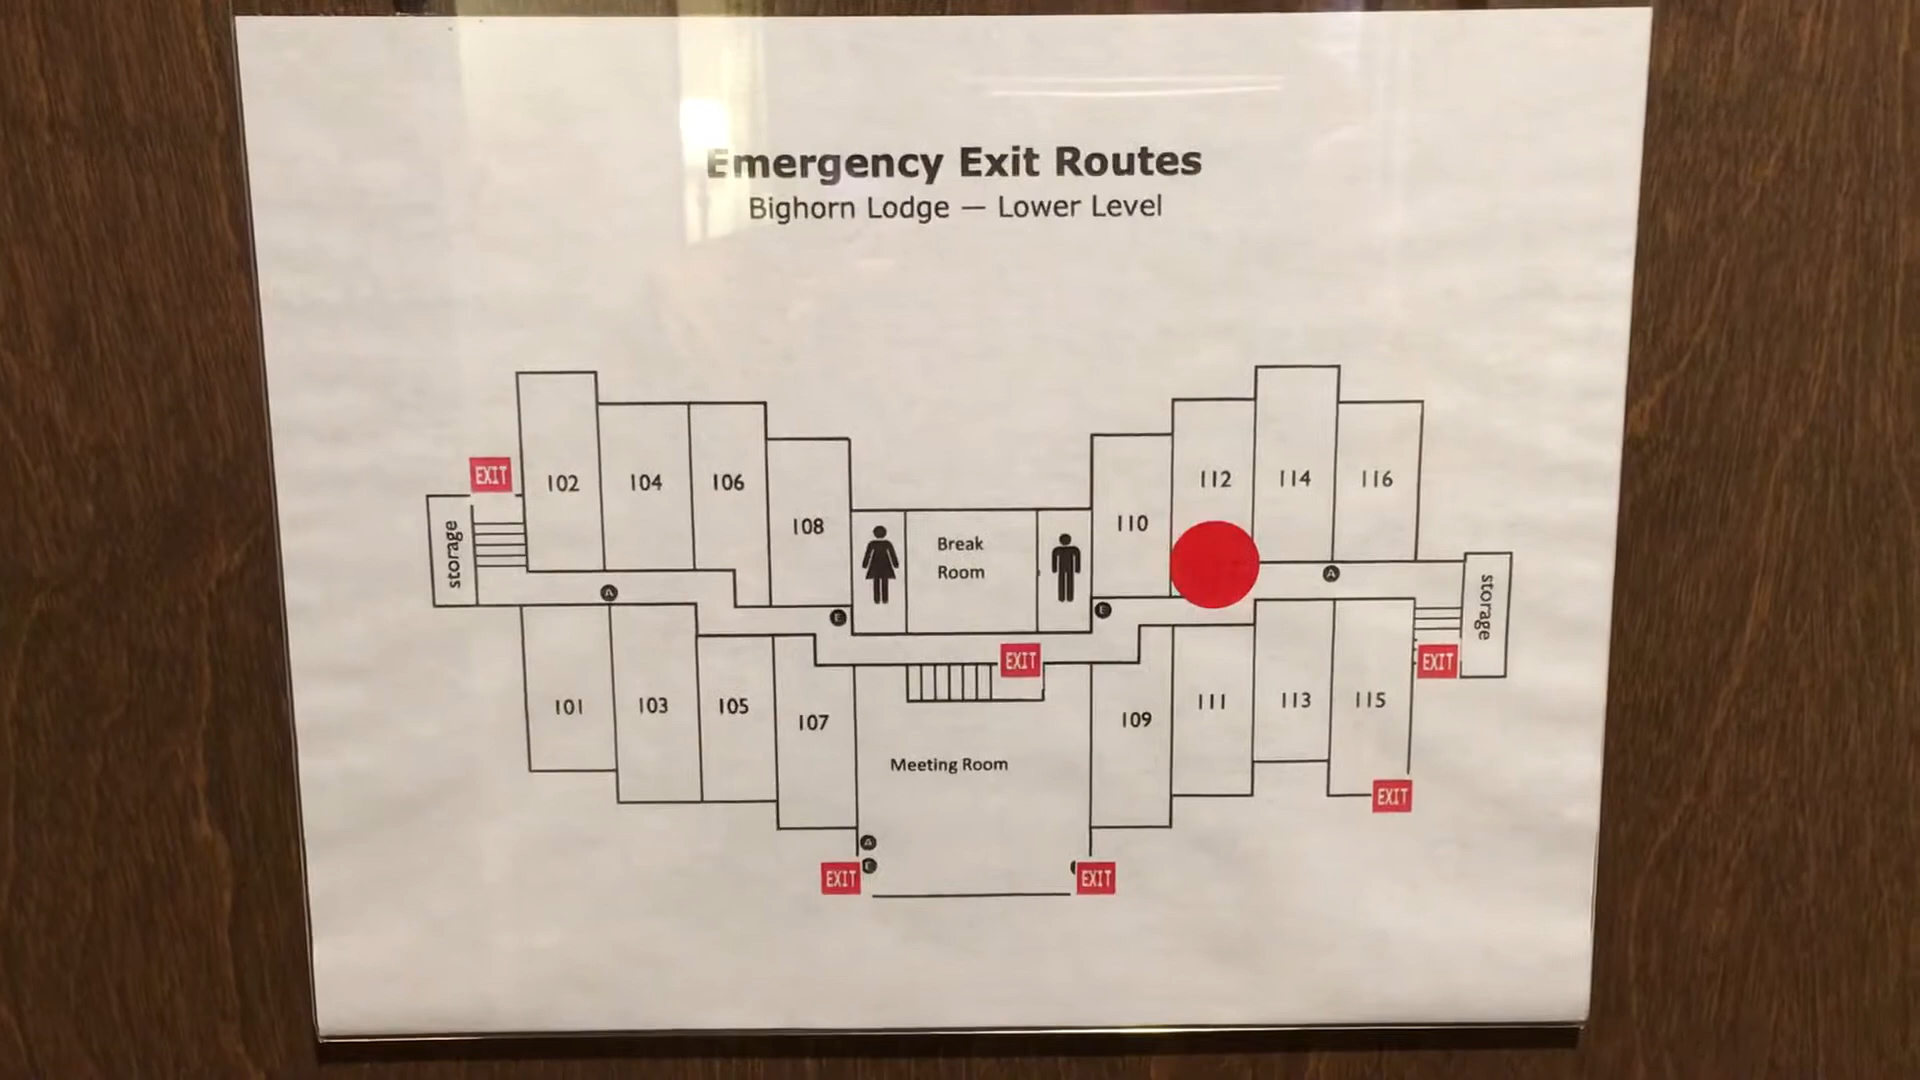 Emergency Exit Routes
Bighorn Lodge — Lower Level
EXIT
102
104
106
108
110
112
114
116
storage
Break
Room
storage
A
A
E
E
EXIT
EXIT
101
103
105
107
Meeting Room
109
111
113
115
EXIT
A
E
EXIT
EXIT